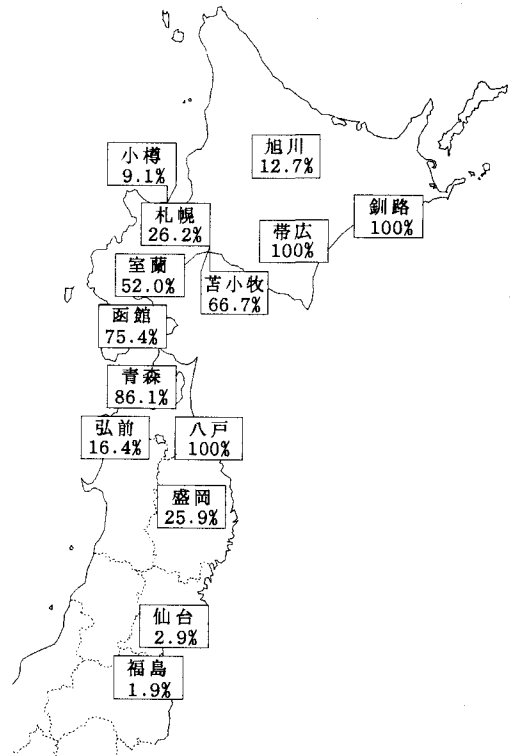 旭川
12.7%
小樽
9.1%
釧路
100%
札幌
26.2%
帯広
100%
室蘭
52.0%
苫小牧
66.7%
函館
75.4%
青森
86.1%
弘前
16.4%
八戸
100%
盛岡
25.9%
仙台
2.9%
福島
1.9%